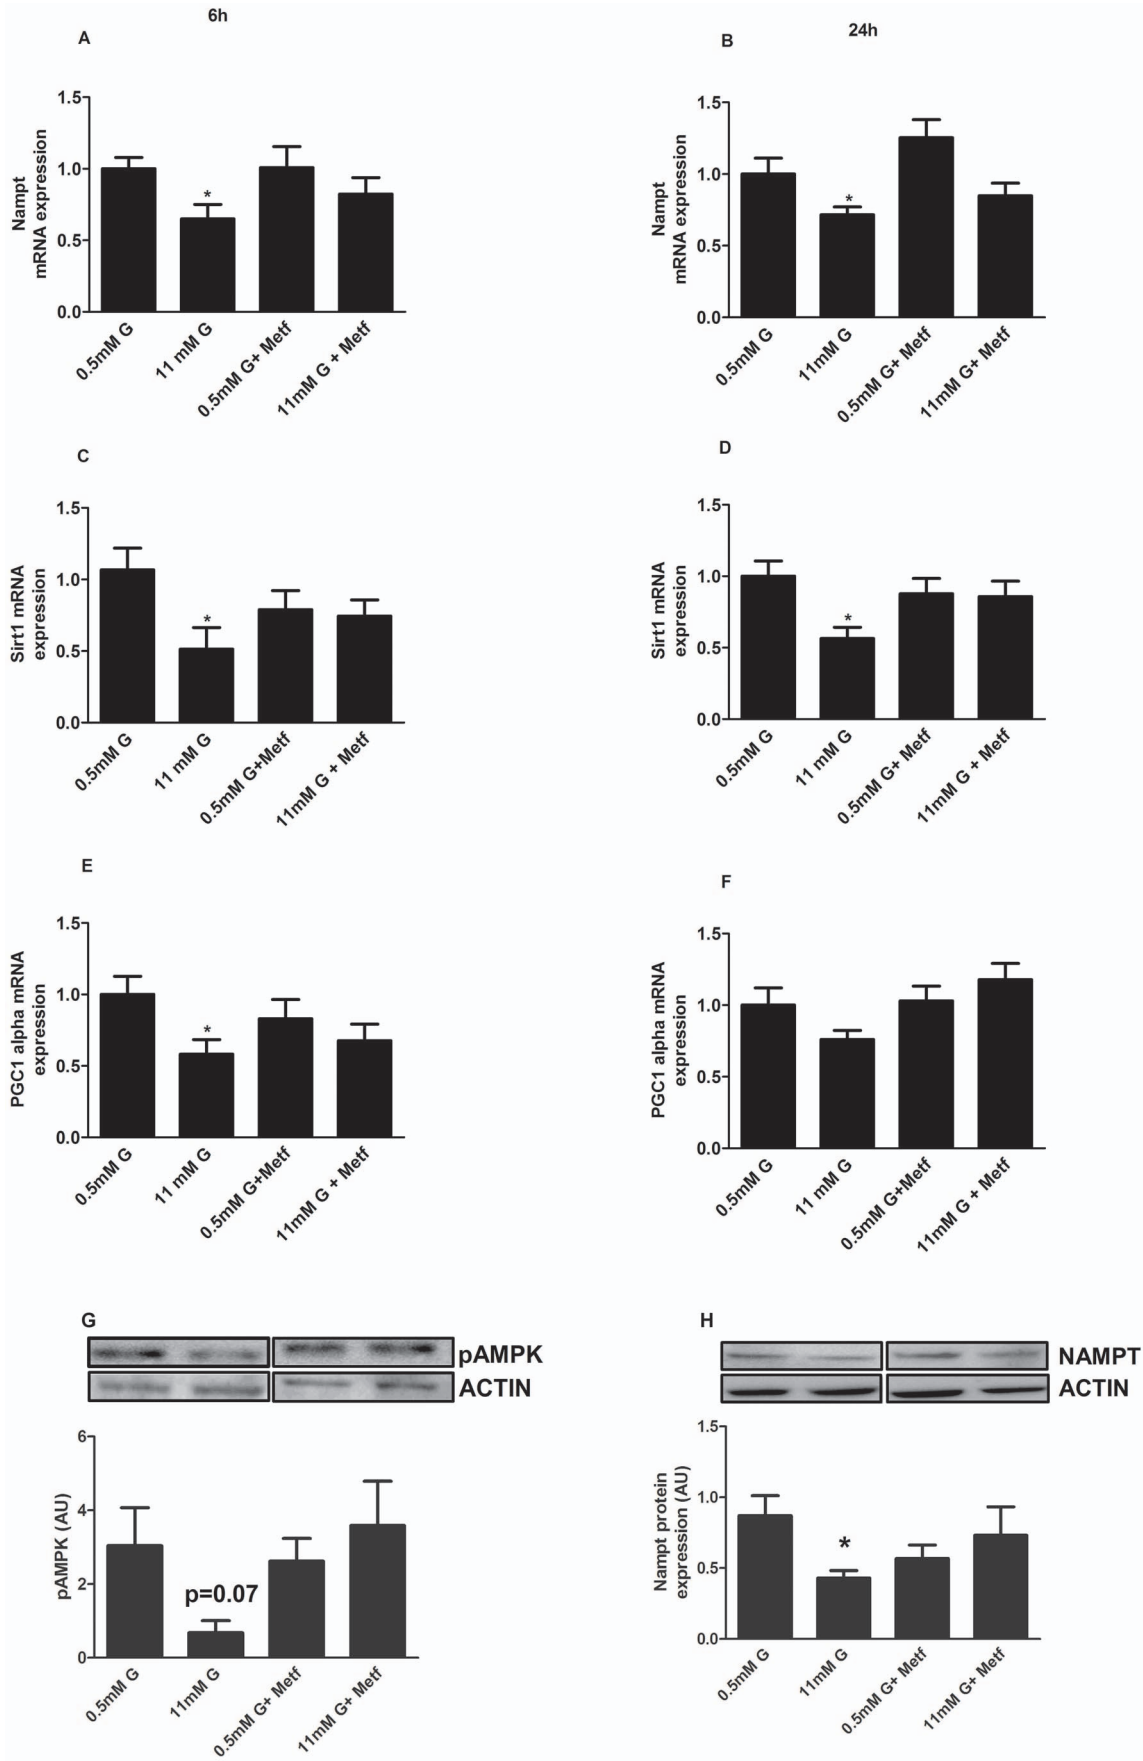 6h
24h
A
Nampt
mRNA expression
1.5
1.0
0.5
0.0
*
0.5mM G
11 mM G
0.5mM G+ Metf
11mM G + Metf
B
Nampt
mRNA expression
1.5
1.0
0.5
0.0
*
0.5mM G
11mM G
0.5mM G+ Metf
11mM G+ Metf
C
Sirt1 mRNA
expression
1.5
1.0
0.5
0.0
*
0.5mM G
11 mM G
0.5mM G+Metf
11mM G + Metf
D
Sirt1 mRNA
expression
1.5
1.0
0.5
0.0
*
0.5mM G
11 mM G
0.5mM G+ Metf
11mM G + Metf
E
PGC1 alpha mRNA
expression
1.5
1.0
0.5
0.0
*
0.5mM G
11 mM G
0.5mM G+Metf
11mM G + Metf
F
PGC1 alpha mRNA
expression
1.5
1.0
0.5
0.0
0.5mM G
11 mM G
0.5mM G+Metf
11mM G + Metf
G
pAMPK
ACTIN
pAMPK (AU)
6
4
2
0
p=0.07
0.5mM G
11mM G
0.5mM G+ Metf
11mM G+ Metf
H
NAMPT
ACTIN
Nampt protein
expression (AU)
1.5
1.0
0.5
0.0
*
0.5mM G
11mM G
0.5mM G+ Metf
11mM G+ Metf